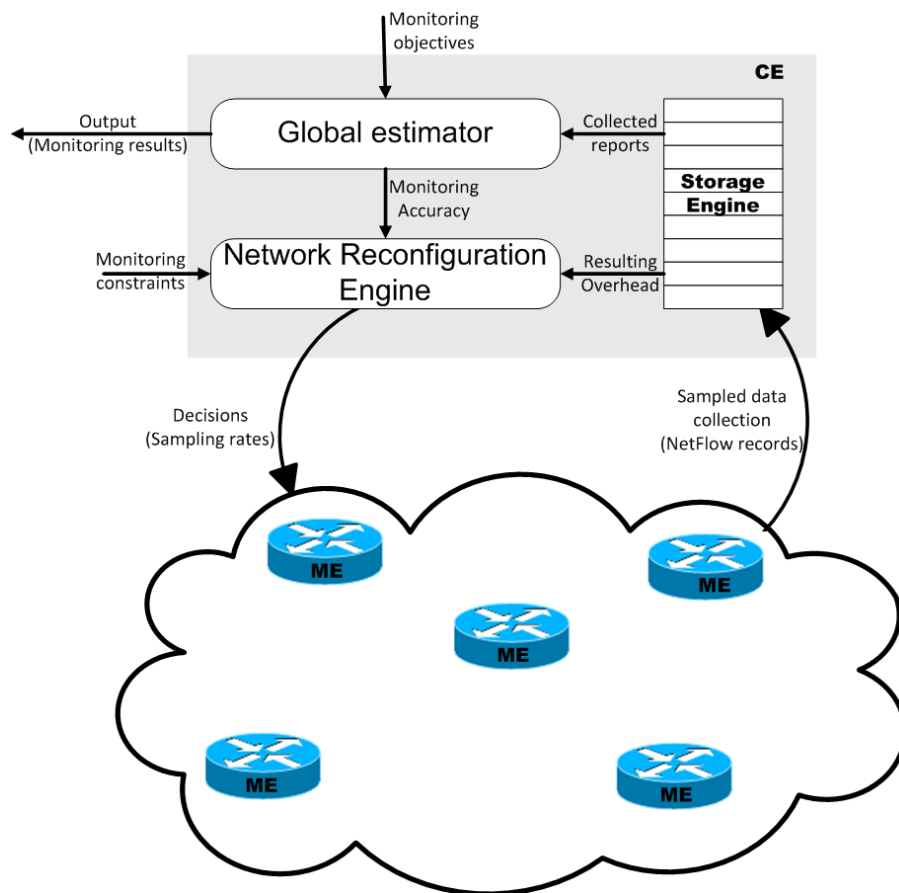 Monitoring
objectives
CE
Output
(Monitoring results)
Global estimator
Collected
reports
Storage
Engine
Monitoring
Accuracy
Monitoring
constraints
Network Reconfiguration
Engine
Resulting
Overhead
Decisions
(Sampling rates)
Sampled data
collection
(NetFlow records)
ME
ME
ME
ME
ME